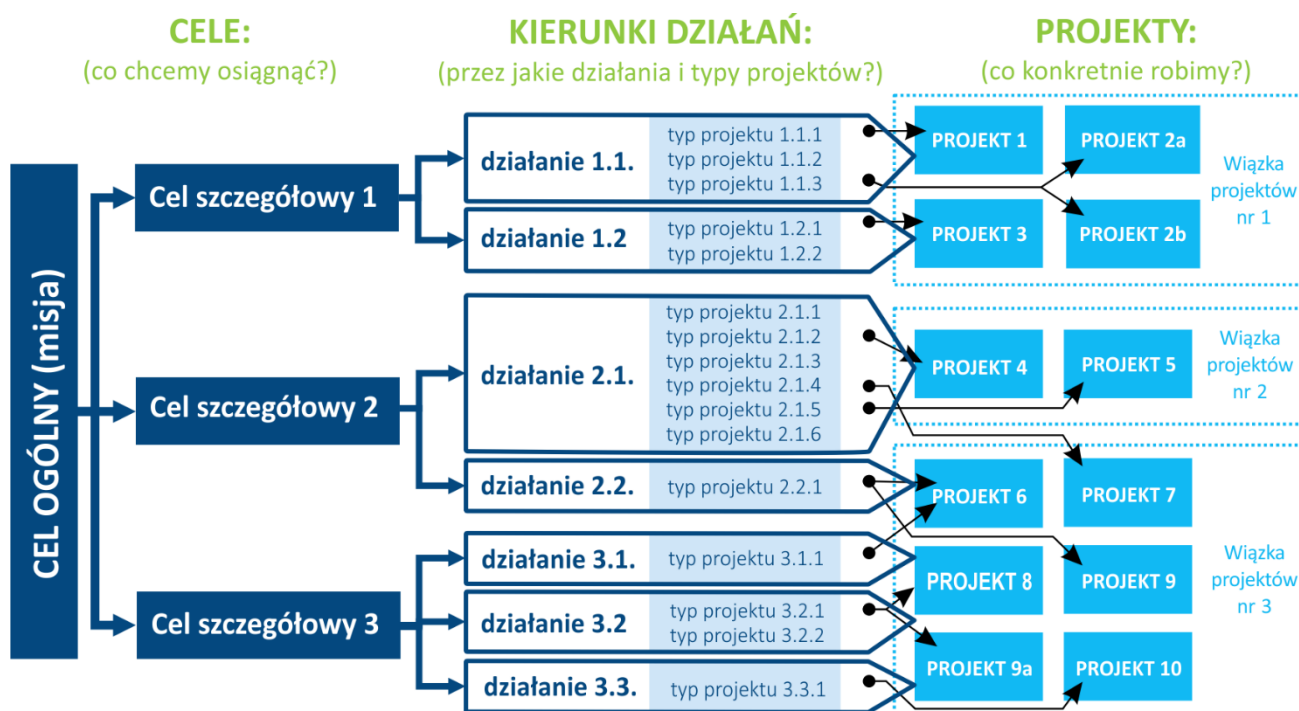 CELE:
(co chcemy osiągnąć?)
KIERUNKI DZIAŁAŃ:
(przez jakie działania i typy projektów?)
PROJEKTY:
(co konkretnie robimy?)
CEL OGÓLNY (misja)
Cel szczegółowy 1
działanie 1.1.
typ projektu 1.1.1
typ projektu 1.1.2
typ projektu 1.1.3
działanie 1.2
typ projektu 1.2.1
typ projektu 1.2.2
PROJEKT 1
PROJEKT 2a
PROJEKT 3
PROJEKT 2b
Wiązka
projektów
nr 1
Cel szczegółowy 2
działanie 2.1.
typ projektu 2.1.1
typ projektu 2.1.2
typ projektu 2.1.3
typ projektu 2.1.4
typ projektu 2.1.5
typ projektu 2.1.6
działanie 2.2.
typ projektu 2.2.1
PROJEKT 4
PROJEKT 5
Wiązka
projektów
nr 2
Cel szczegółowy 3
działanie 3.1.
typ projektu 3.1.1
działanie 3.2
typ projektu 3.2.1
typ projektu 3.2.2
działanie 3.3.
typ projektu 3.3.1
PROJEKT 6
PROJEKT 7
PROJEKT 8
PROJEKT 9
PROJEKT 9a
PROJEKT 10
Wiązka
projektów
nr 3